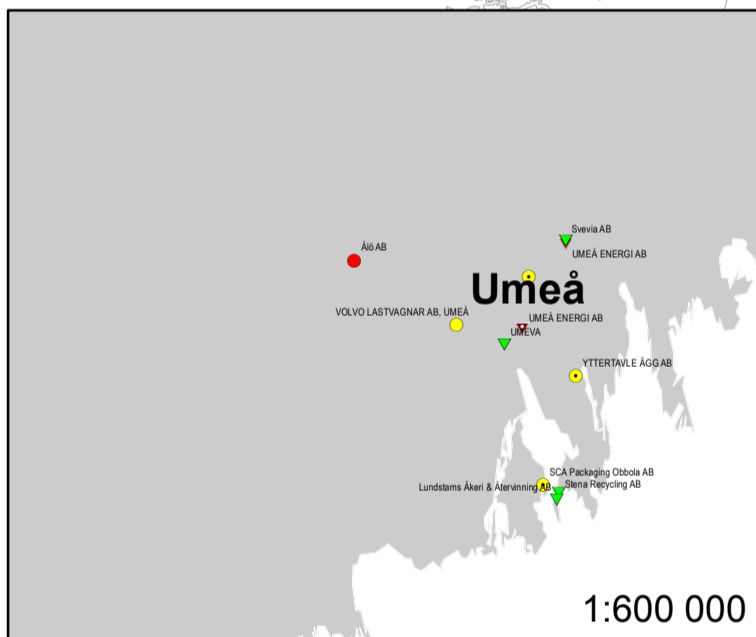 Svevia AB
Ålö AB
UMEÅ ENERGI AB
Umeå
VOLVO LASTVAGNAR AB, UMEÅ
UMEÅ ENERGI AB
UMEVA
YTTERTAVLE ÄGG AB
SCA Packaging Obbola AB
Lundstams Åkeri & Återvinning AB
Stena Recycling AB
1:600 000